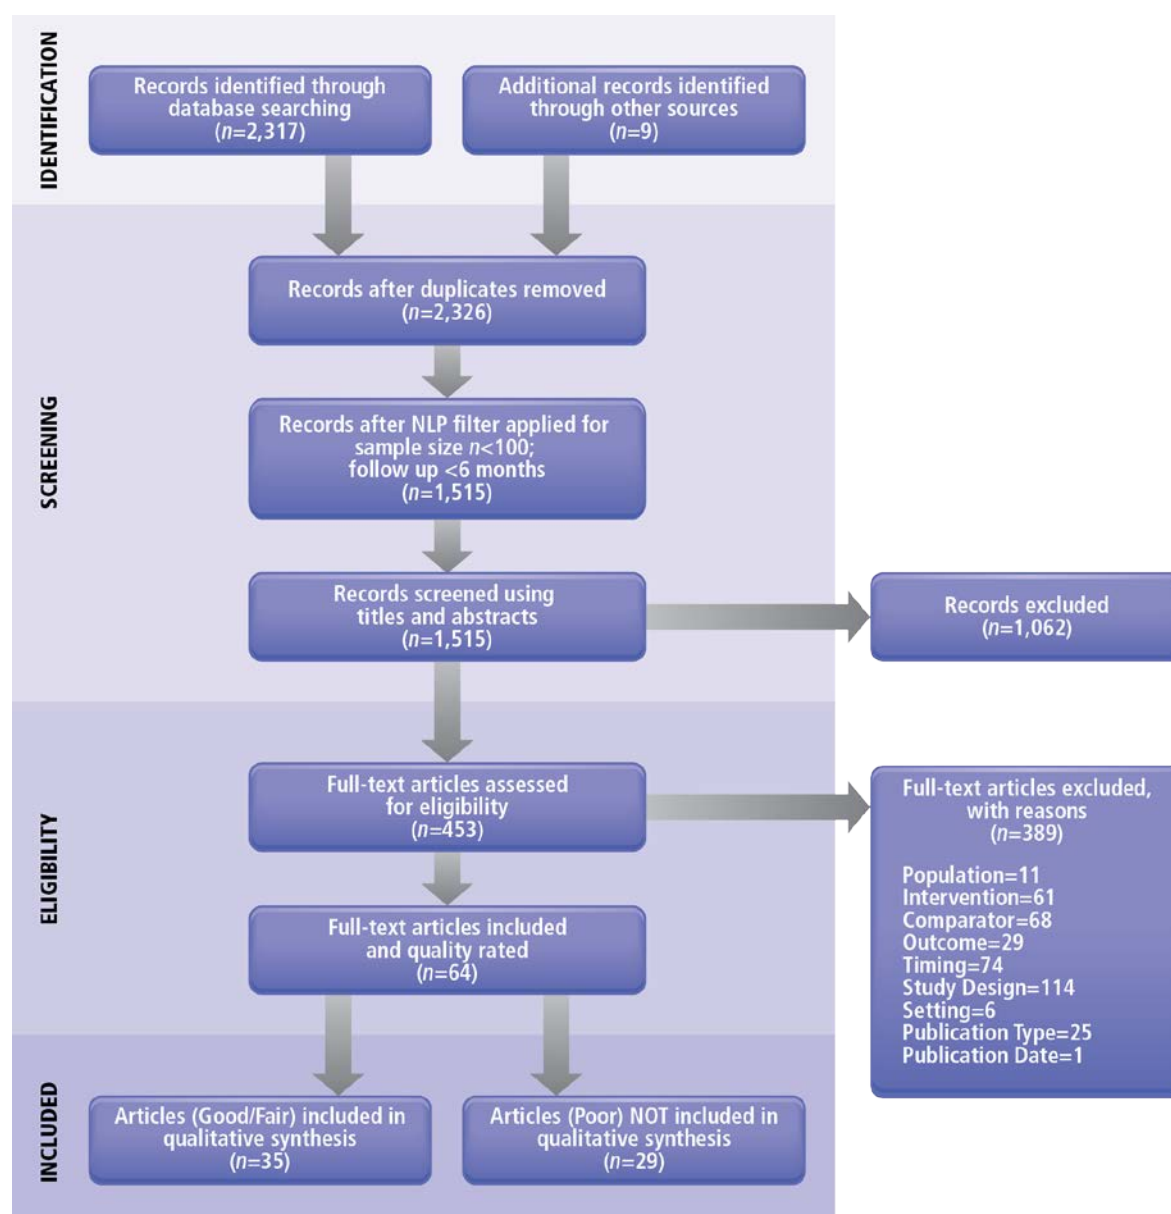 IDENTIFICATION
Records identified through
database searching
(n=2,317)
Additional records identified
through other sources
(n=9)
SCREENING
Records after duplicates removed
(n=2,326)
Records after NLP filter applied for
sample size n<100;
follow up <6 months
(n=1,515)
Records screened using
titles and abstracts
(n=1,515)
Records excluded
(n=1,062)
ELIGIBILITY
Full-text articles assessed
for eligibility
(n=453)
Full-text articles excluded,
with reasons
(n=389)
Population=11
Intervention=61
Comparator=68
Outcome=29
Timing=74
Study Design=114
Setting=6
Publication Type=25
Publication Date=1
Full-text articles included
and quality rated
(n=64)
INCLUDED
Articles (Good/Fair) included in
qualitative synthesis
(n=35)
Articles (Poor) NOT included in
qualitative synthesis
(n=29)